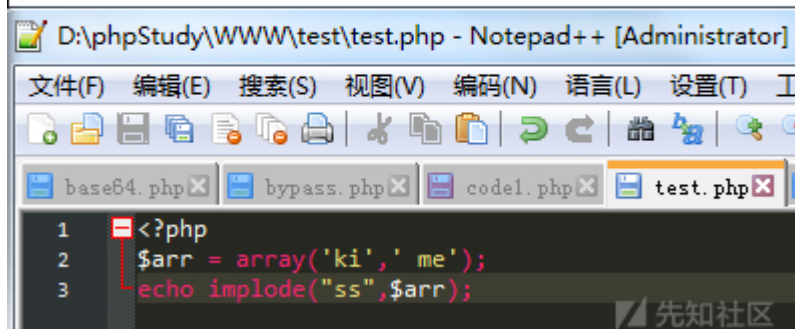 D:\phpStudy\WWW\test\test.php - Notepad++ [Administrator]
文件(F) 编辑(E) 搜索(S) 视图(V) 编码(N) 语言(L) 设置(T) 工
base64.php bypass.php code1.php test.php
1 <?php
2 $arr = array('ki',' me');
3 echo implode("ss",$arr);
先知社区